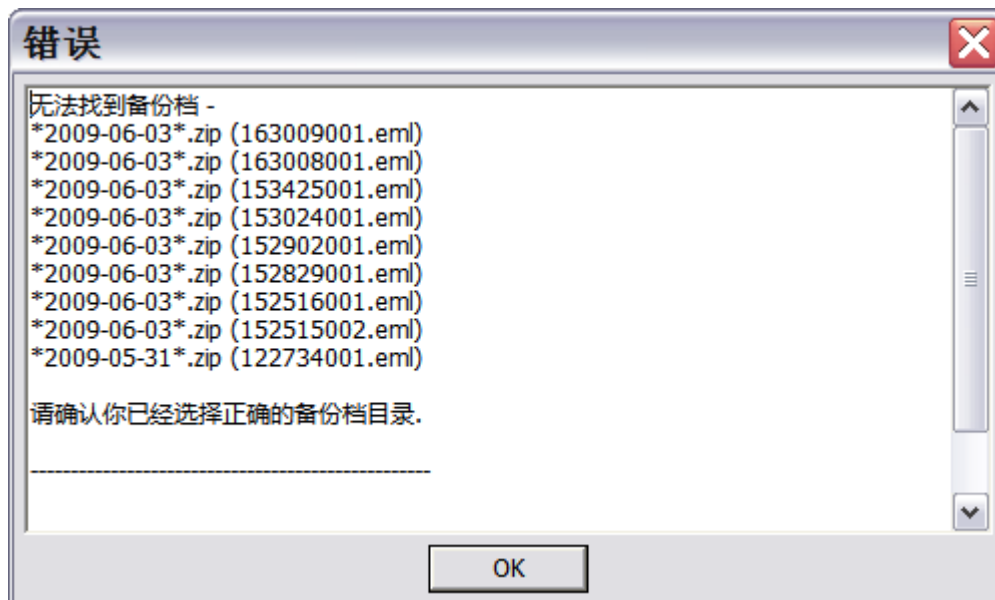 错误
无法找到备份档 -
*2009-06-03*.zip (163009001.eml)
*2009-06-03*.zip (163008001.eml)
*2009-06-03*.zip (153425001.eml)
*2009-06-03*.zip (153024001.eml)
*2009-06-03*.zip (152902001.eml)
*2009-06-03*.zip (152829001.eml)
*2009-06-03*.zip (152516001.eml)
*2009-06-03*.zip (152515002.eml)
*2009-05-31*.zip (122734001.eml)
请确认你已经选择正确的备份档目录.
--------------------------------------------------
OK